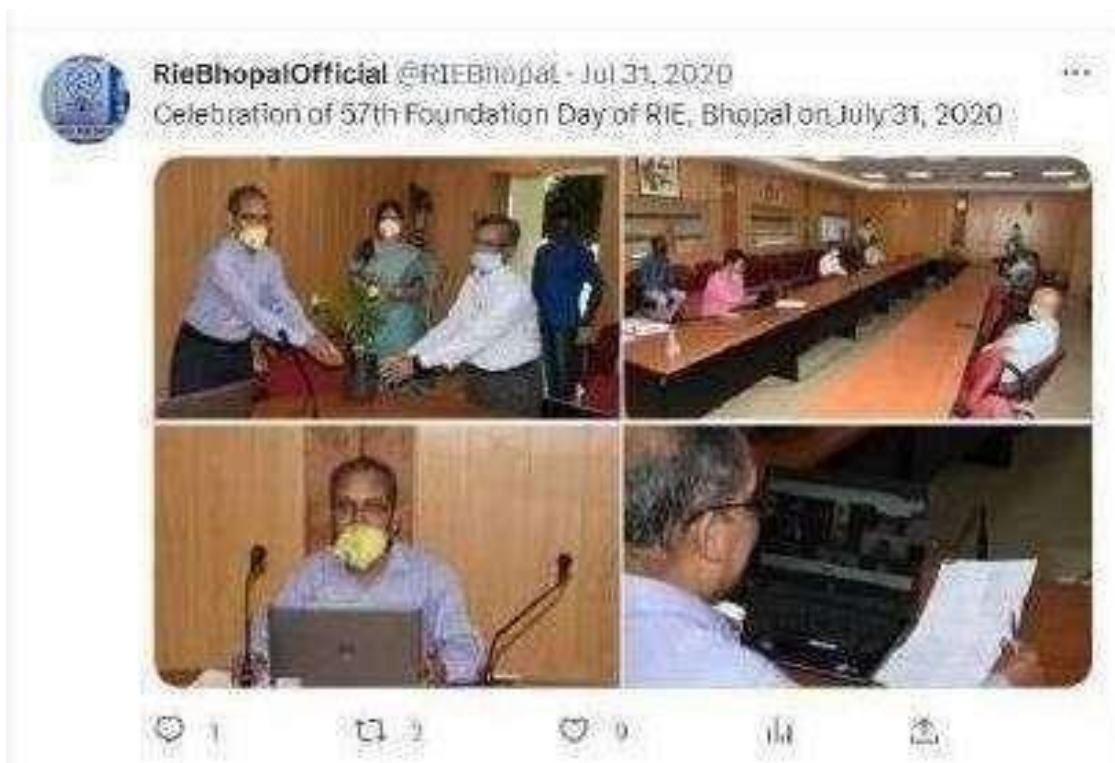 RieBhopalOfficial @RIEBhopal · Jul 31, 2020
Celebration of 57th Foundation Day of RIE, Bhopal on July 31, 2020
1 2 9